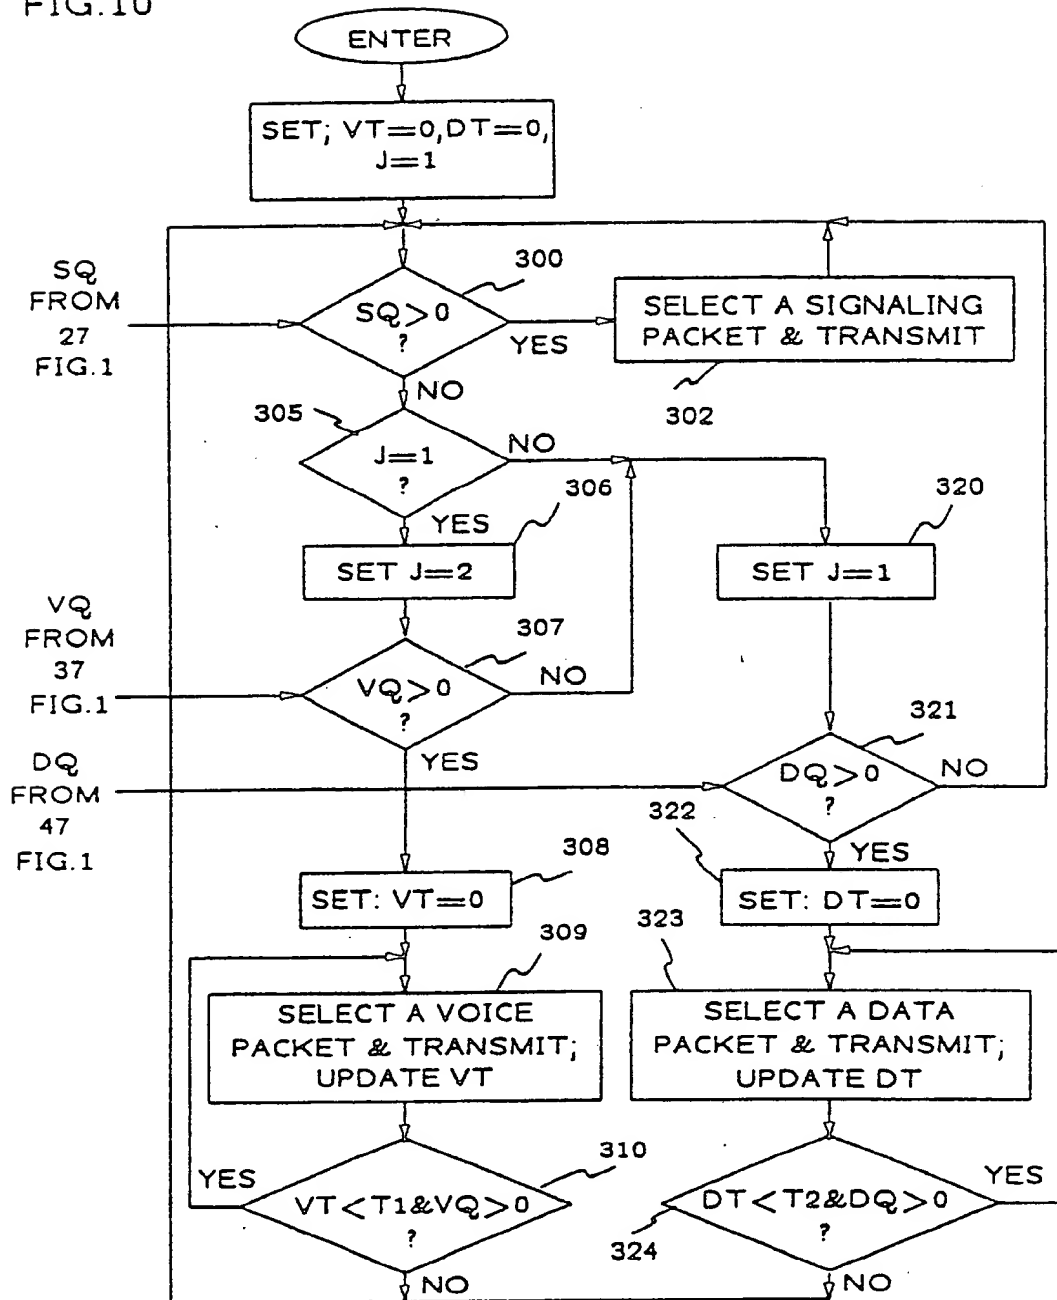 FIG.10
ENTER
SET; VT=0,DT=0,
J=1
SQ
FROM
27
FIG.1
300
SQ>0
?
YES
NO
SELECT A SIGNALING
PACKET & TRANSMIT
302
305
J=1
?
NO
YES
306
SET J=2
320
SET J=1
VQ
FROM
37
FIG.1
307
VQ>0
?
NO
YES
DQ
FROM
47
FIG.1
321
DQ>0
?
NO
YES
308
SET: VT=0
322
SET: DT=0
309
SELECT A VOICE
PACKET & TRANSMIT;
UPDATE VT
323
SELECT A DATA
PACKET & TRANSMIT;
UPDATE DT
310
YES
VT<T1&VQ>0
?
NO
324
DT<T2&DQ>0
?
YES
NO